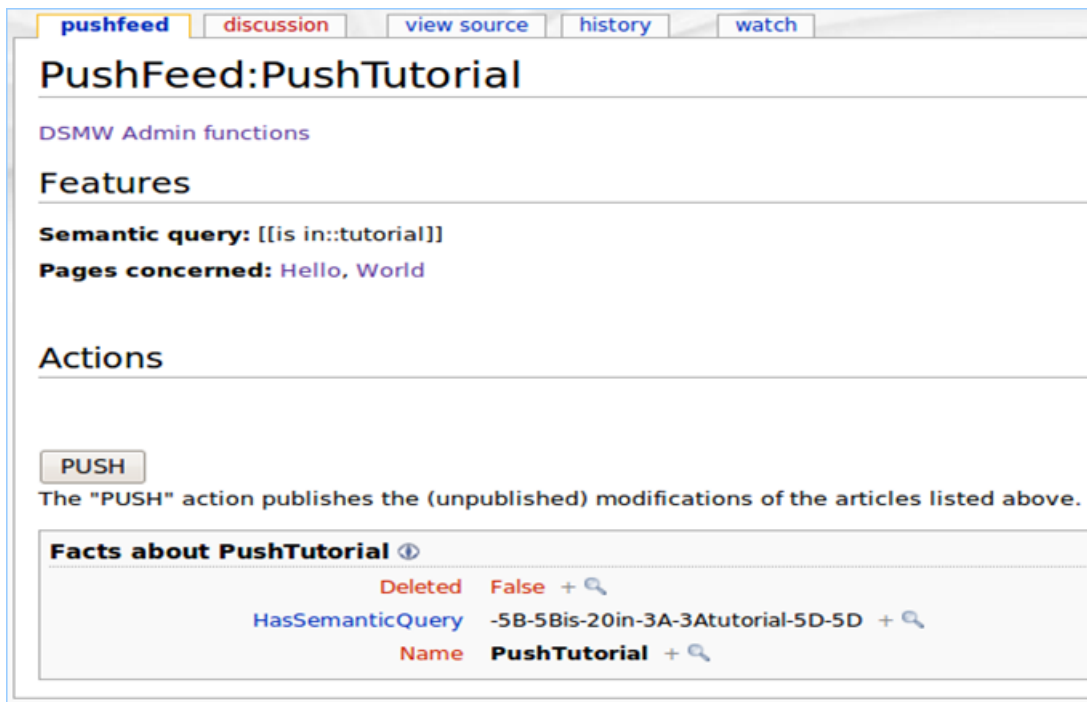 pushfeed discussion view source history watch
PushFeed:PushTutorial
DSMW Admin functions
Features
Semantic query: [[is in::tutorial]]
Pages concerned: Hello, World
Actions
PUSH
The "PUSH" action publishes the (unpublished) modifications of the articles listed above.
Facts about PushTutorial
Deleted False +
HasSemanticQuery -5B-5Bis-20in-3A-3Atutorial-5D-5D +
Name PushTutorial +